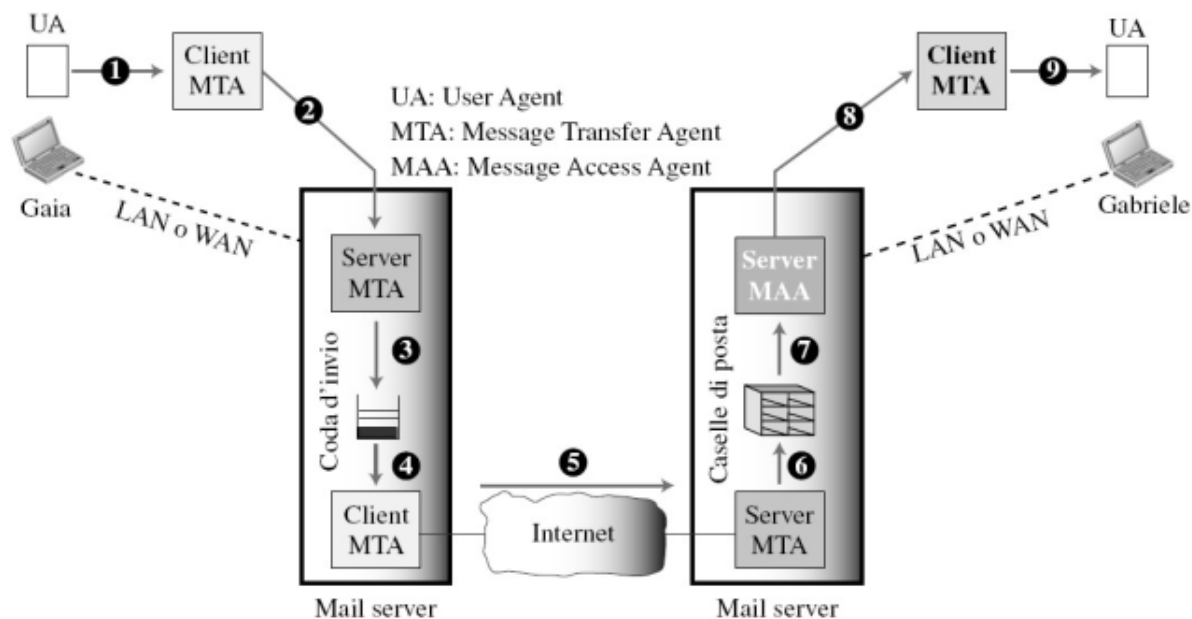 UA
1
Client
MTA
2
UA: User Agent
MTA: Message Transfer Agent
MAA: Message Access Agent
8
Client
MTA
9
UA
Gaia
LAN o WAN
Gabriele
LAN o WAN
Server
MTA
3
Coda d'invio
4
Client
MTA
Mail server
5
Internet
Server
MAA
7
Caselle di posta
6
Server
MTA
Mail server